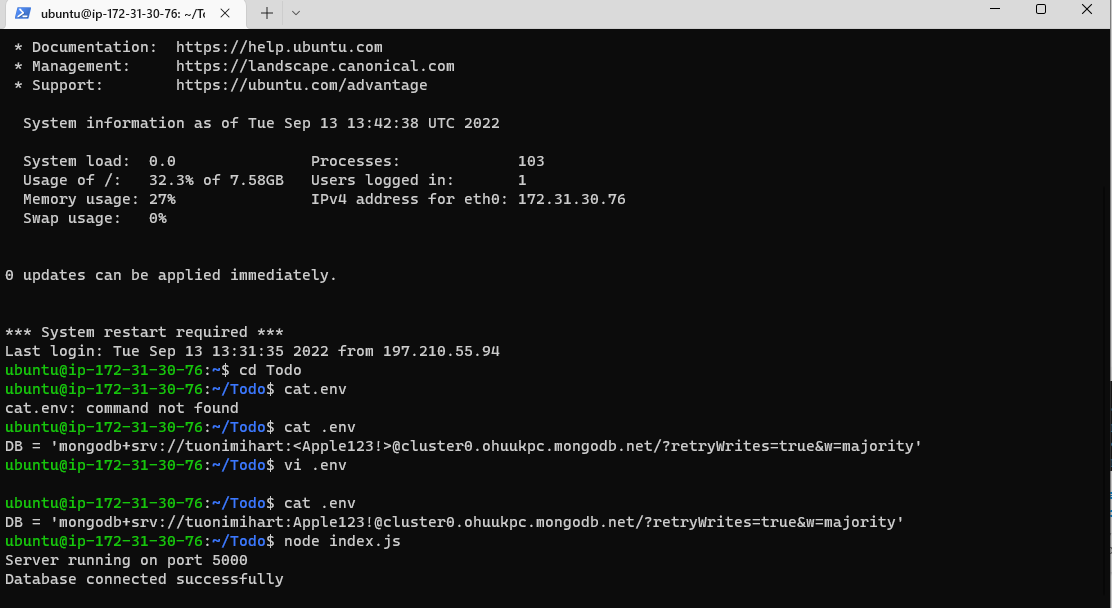 ubuntu@ip-172-31-30-76: ~/To
* Documentation:  https://help.ubuntu.com
* Management:     https://landscape.canonical.com
* Support:        https://ubuntu.com/advantage
System information as of Tue Sep 13 13:42:38 UTC 2022
System load:  0.0               Processes:             103
Usage of /:   32.3% of 7.58GB   Users logged in:       1
Memory usage: 27%               IPv4 address for eth0: 172.31.30.76
Swap usage:   0%
0 updates can be applied immediately.
*** System restart required ***
Last login: Tue Sep 13 13:31:35 2022 from 197.210.55.94
ubuntu@ip-172-31-30-76:~$ cd Todo
ubuntu@ip-172-31-30-76:~/Todo$ cat.env
cat.env: command not found
ubuntu@ip-172-31-30-76:~/Todo$ cat .env
DB = 'mongodb+srv://tuonimihart:<Apple123!>@cluster0.ohuukpc.mongodb.net/?retryWrites=true&w=majority'
ubuntu@ip-172-31-30-76:~/Todo$ vi .env
ubuntu@ip-172-31-30-76:~/Todo$ cat .env
DB = 'mongodb+srv://tuonimihart:Apple123!@cluster0.ohuukpc.mongodb.net/?retryWrites=true&w=majority'
ubuntu@ip-172-31-30-76:~/Todo$ node index.js
Server running on port 5000
Database connected successfully